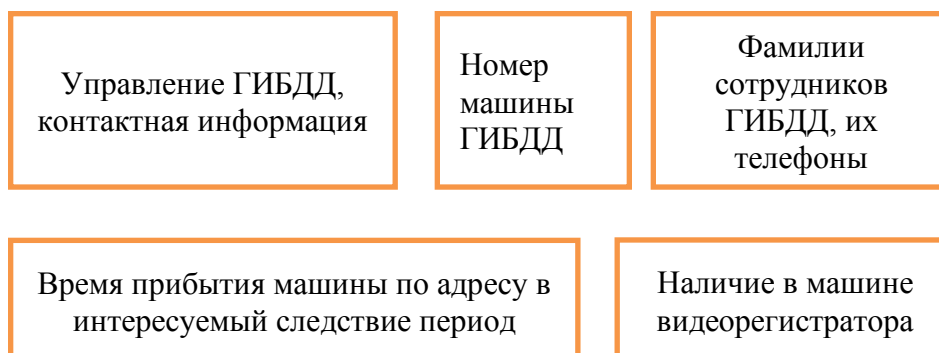 Управление ГИБДД,
контактная информация
Номер
машины
ГИБДД
Фамилии
сотрудников
ГИБДД, их
телефоны
Время прибытия машины по адресу в
интересуемый следствие период
Наличие в машине
видеорегистратора